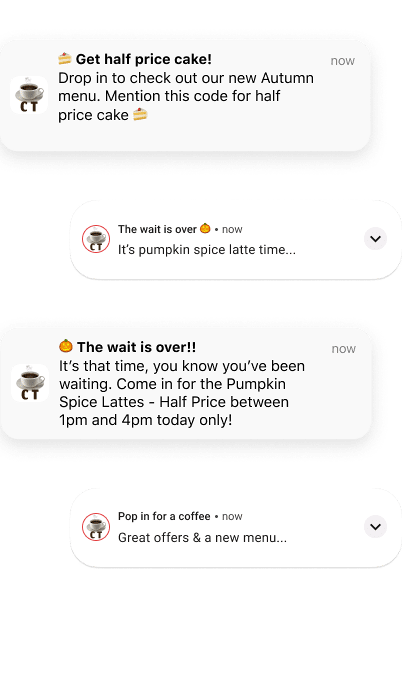 🍰 Get half price cake!
now
Drop in to check out our new Autumn
menu. Mention this code for half
price cake 🍰
CT
The wait is over 🎃 • now
It’s pumpkin spice latte time...
🎃 The wait is over!!
now
It’s that time, you know you’ve been
waiting. Come in for the Pumpkin
Spice Lattes - Half Price between
1pm and 4pm today only!
CT
Pop in for a coffee • now
Great offers & a new menu...